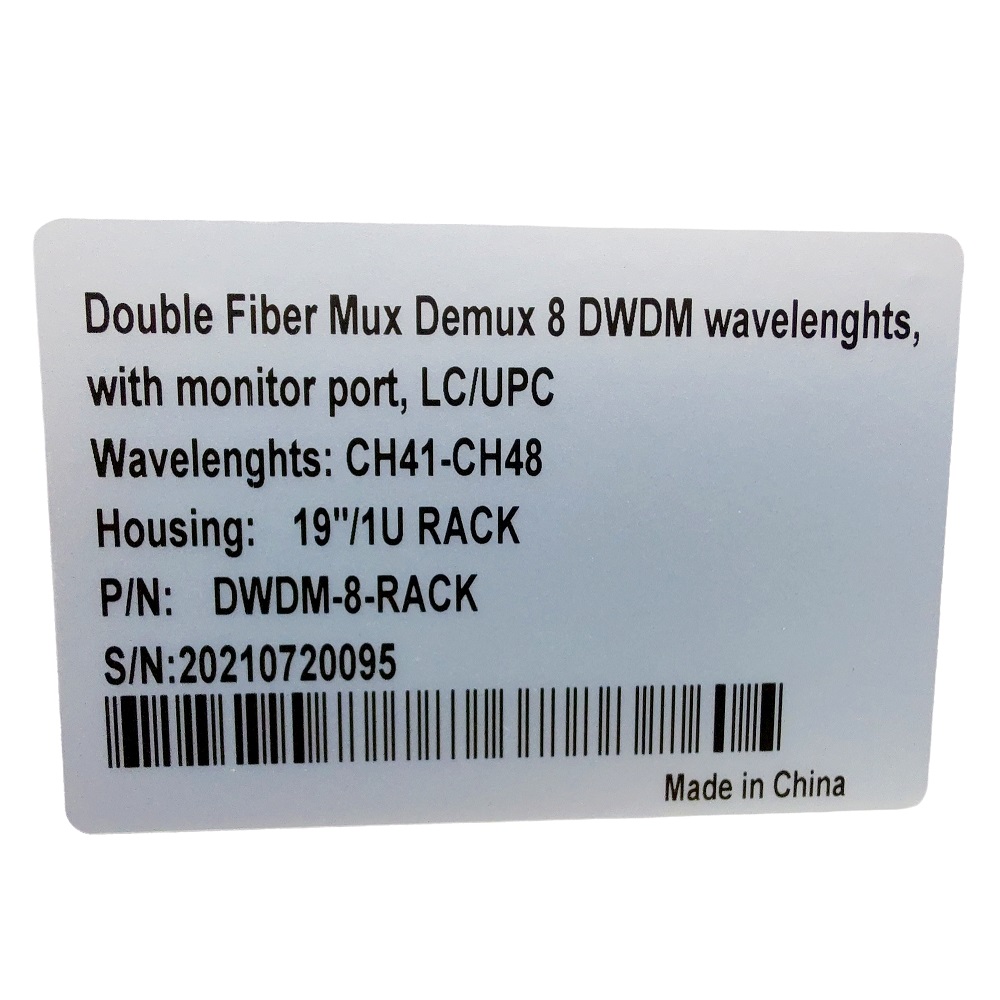 Double Fiber Mux Demux 8 DWDM wavelenghts,
with monitor port, LC/UPC
Wavelenghts: CH41-CH48
Housing: 19"/1U RACK
P/N: DWDM-8-RACK
S/N:20210720095
Made in China